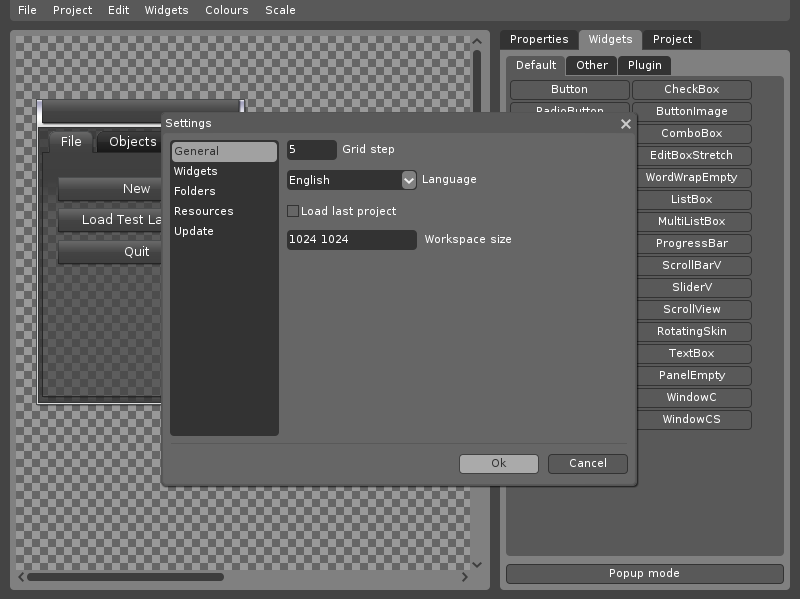 File Project Edit Widgets Colours Scale
Properties Widgets Project
Default Other Plugin
Button CheckBox
RadioButton ButtonImage
ComboBox
EditBoxStretch
WordWrapEmpty
ListBox
MultiListBox
ProgressBar
ScrollBarV
SliderV
ScrollView
RotatingSkin
TextBox
PanelEmpty
WindowC
WindowCS
Popup mode
File Objects
New
Load Test La
Quit
Settings
General
Widgets
Folders
Resources
Update
5 Grid step
English Language
Load last project
1024 1024 Workspace size
Ok Cancel